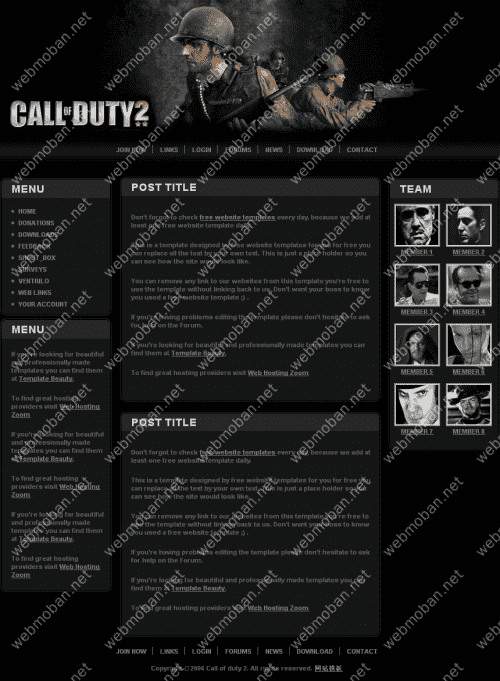 CALL OF DUTY 2
JOIN NOW | LINKS | LOGIN | FORUMS | NEWS | DOWNLOAD | CONTACT
MENU
HOME
DONATIONS
DOWNLOADS
FEEDBACK
SHOUT_BOX
SURVEYS
VENTRILO
WEB LINKS
YOUR ACCOUNT
MENU
If you're looking for beautiful
and professionally made
templates you can find them
at Template Beauty.
To find great hosting
providers visit Web Hosting
Zoom
If you're looking for beautiful
and professionally made
templates you can find them
at Template Beauty.
To find great hosting
providers visit Web Hosting
Zoom
If you're looking for beautiful
and professionally made
templates you can find them
at Template Beauty.
To find great hosting
providers visit Web Hosting
Zoom
POST TITLE
Don't forgot to check free website templates every day, because we add at
least one free website template daily.
This is a template designed by free website templates for you for free you
can replace all the text by your own text. This is just a place holder so you
can see how the site would look like.
You can remove any link to our websites from this template you're free to
use the template without linking back to us. Don't want your boss to know
you used a free website template ;) .
If you're having problems editing the template please don't hesitate to ask
for help on the Forum.
If you're looking for beautiful and professionally made templates you can
find them at Template Beauty.
To find great hosting providers visit Web Hosting Zoom
POST TITLE
Don't forgot to check free website templates every day, because we add at
least one free website template daily.
This is a template designed by free website templates for you for free you
can replace all the text by your own text. This is just a place holder so you
can see how the site would look like.
You can remove any link to our websites from this template you're free to
use the template without linking back to us. Don't want your boss to know
you used a free website template ;) .
If you're having problems editing the template please don't hesitate to ask
for help on the Forum.
If you're looking for beautiful and professionally made templates you can
find them at Template Beauty.
To find great hosting providers visit Web Hosting Zoom
TEAM
MEMBER 1 MEMBER 2
MEMBER 3 MEMBER 4
MEMBER 5 MEMBER 6
MEMBER 7 MEMBER 8
JOIN NOW | LINKS | LOGIN | FORUMS | NEWS | DOWNLOAD | CONTACT
Copyright © 2006 Call of duty 2. All rights reserved. 网站模板
webmoban.net